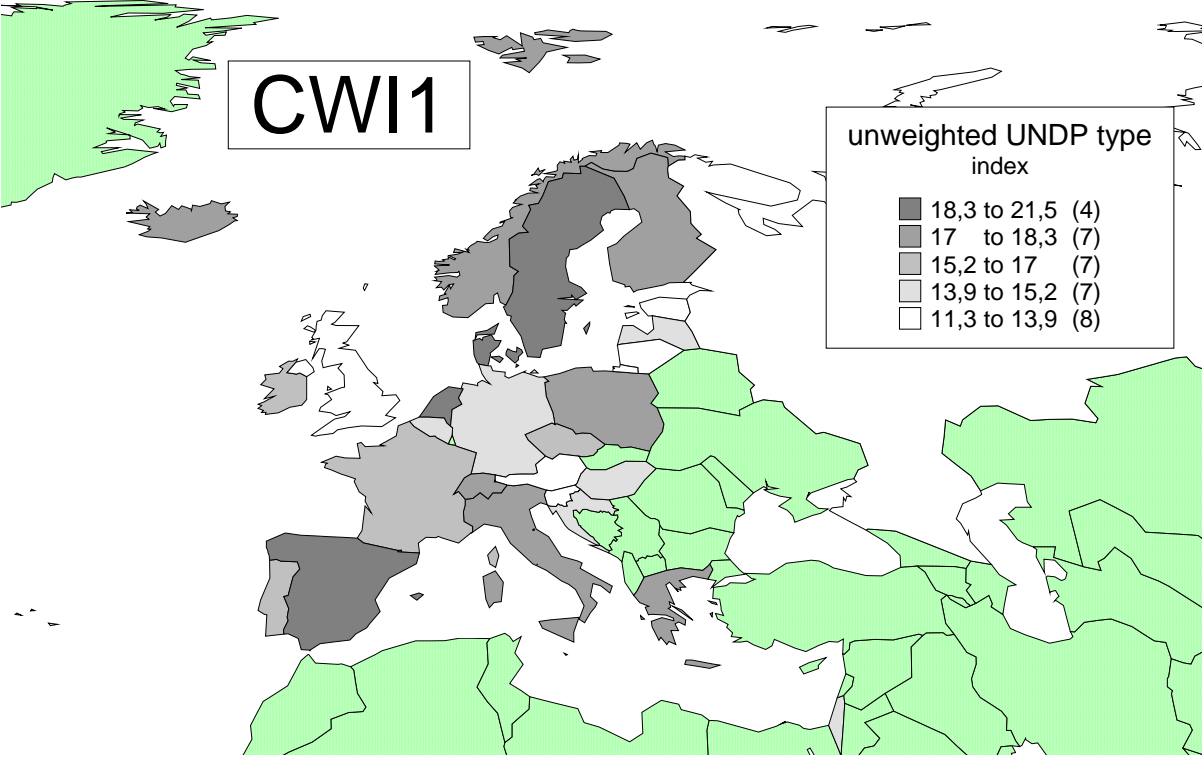 CWI1
unweighted UNDP type
index
18,3 to 21,5 (4)
17 to 18,3 (7)
15,2 to 17 (7)
13,9 to 15,2 (7)
11,3 to 13,9 (8)